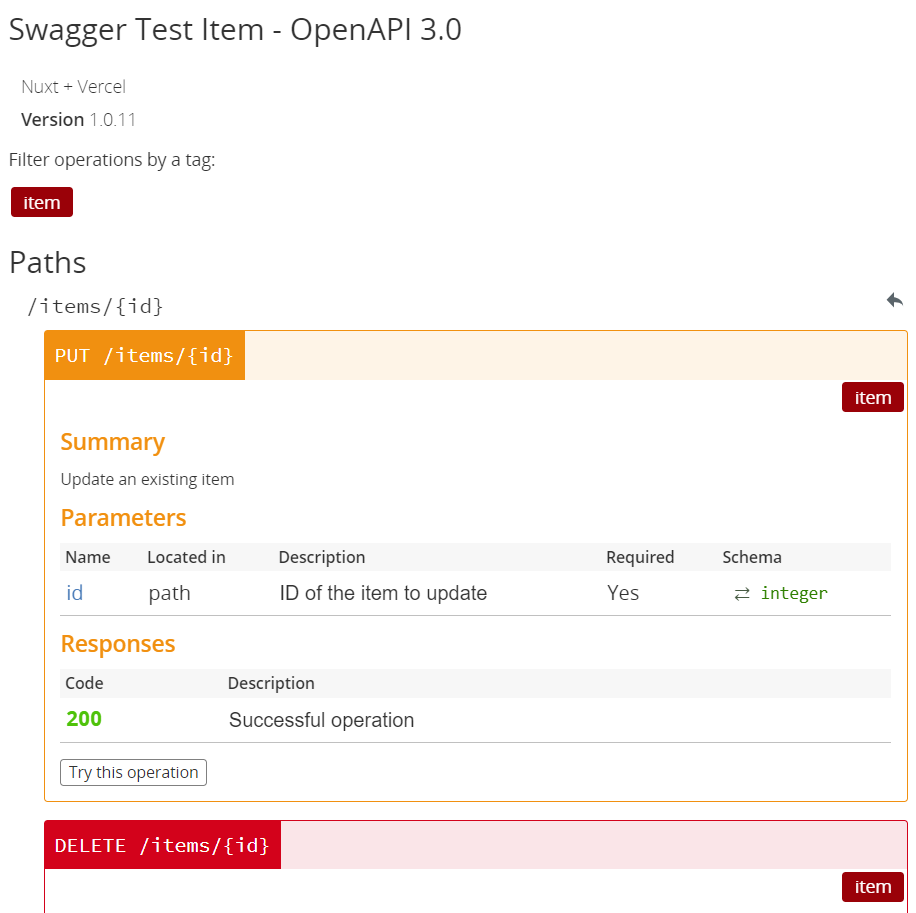 Swagger Test Item - OpenAPI 3.0
Nuxt + Vercel
Version 1.0.11
Filter operations by a tag:
item
Paths
/items/{id}
PUT /items/{id}
item
Summary
Update an existing item
Parameters
Name Located in Description Required Schema
id path ID of the item to update Yes ⇄ integer
Responses
Code Description
200 Successful operation
Try this operation
DELETE /items/{id}
item